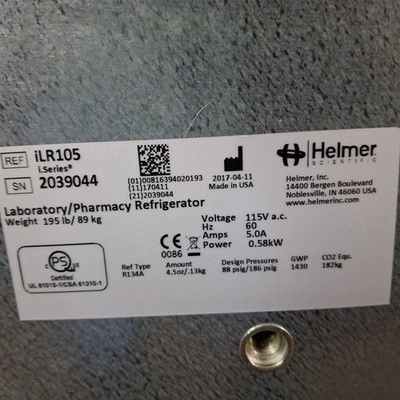 REF iLR105
i.Series®
SN 2039044
(01)00816394020193
(11)170411
(21)2039044
2017-04-11
Made in USA
Helmer
SCIENTIFIC
Helmer, Inc.
14400 Bergen Boulevard
Noblesville, IN 46060 USA
www.helmerinc.com
Laboratory/Pharmacy Refrigerator
Weight 195 lb/ 89 kg
Voltage 115V a.c.
Hz 60
Amps 5.0A
Power 0.58kW
CE
0086
c PS us
Certified
UL 61010-1/CSA 61010-1
Ref Type Amount Design Pressures GWP CO2 Equ.
R134A 4.5oz/.13kg 88 psig/186 psig 1430 182kg